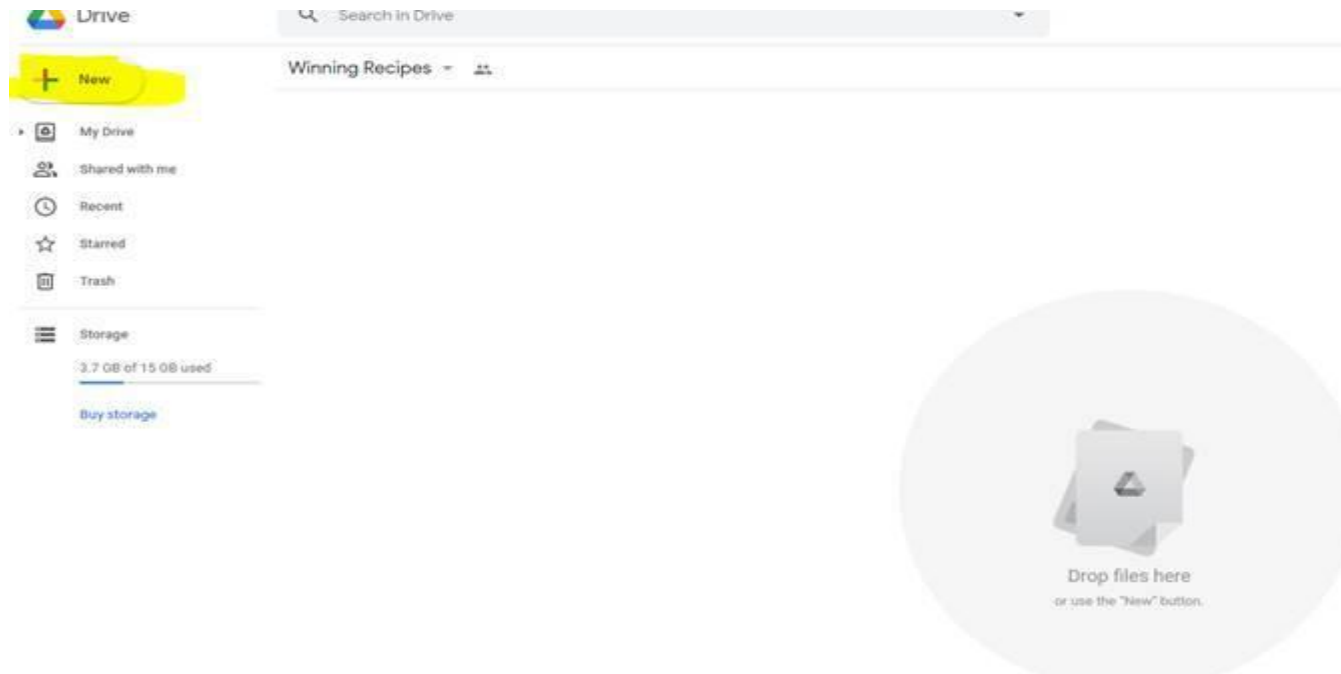 Drive
Search in Drive
New
Winning Recipes
My Drive
Shared with me
Recent
Starred
Trash
Storage
3.7 GB of 15 GB used
Buy storage
Drop files here
or use the "New" button.